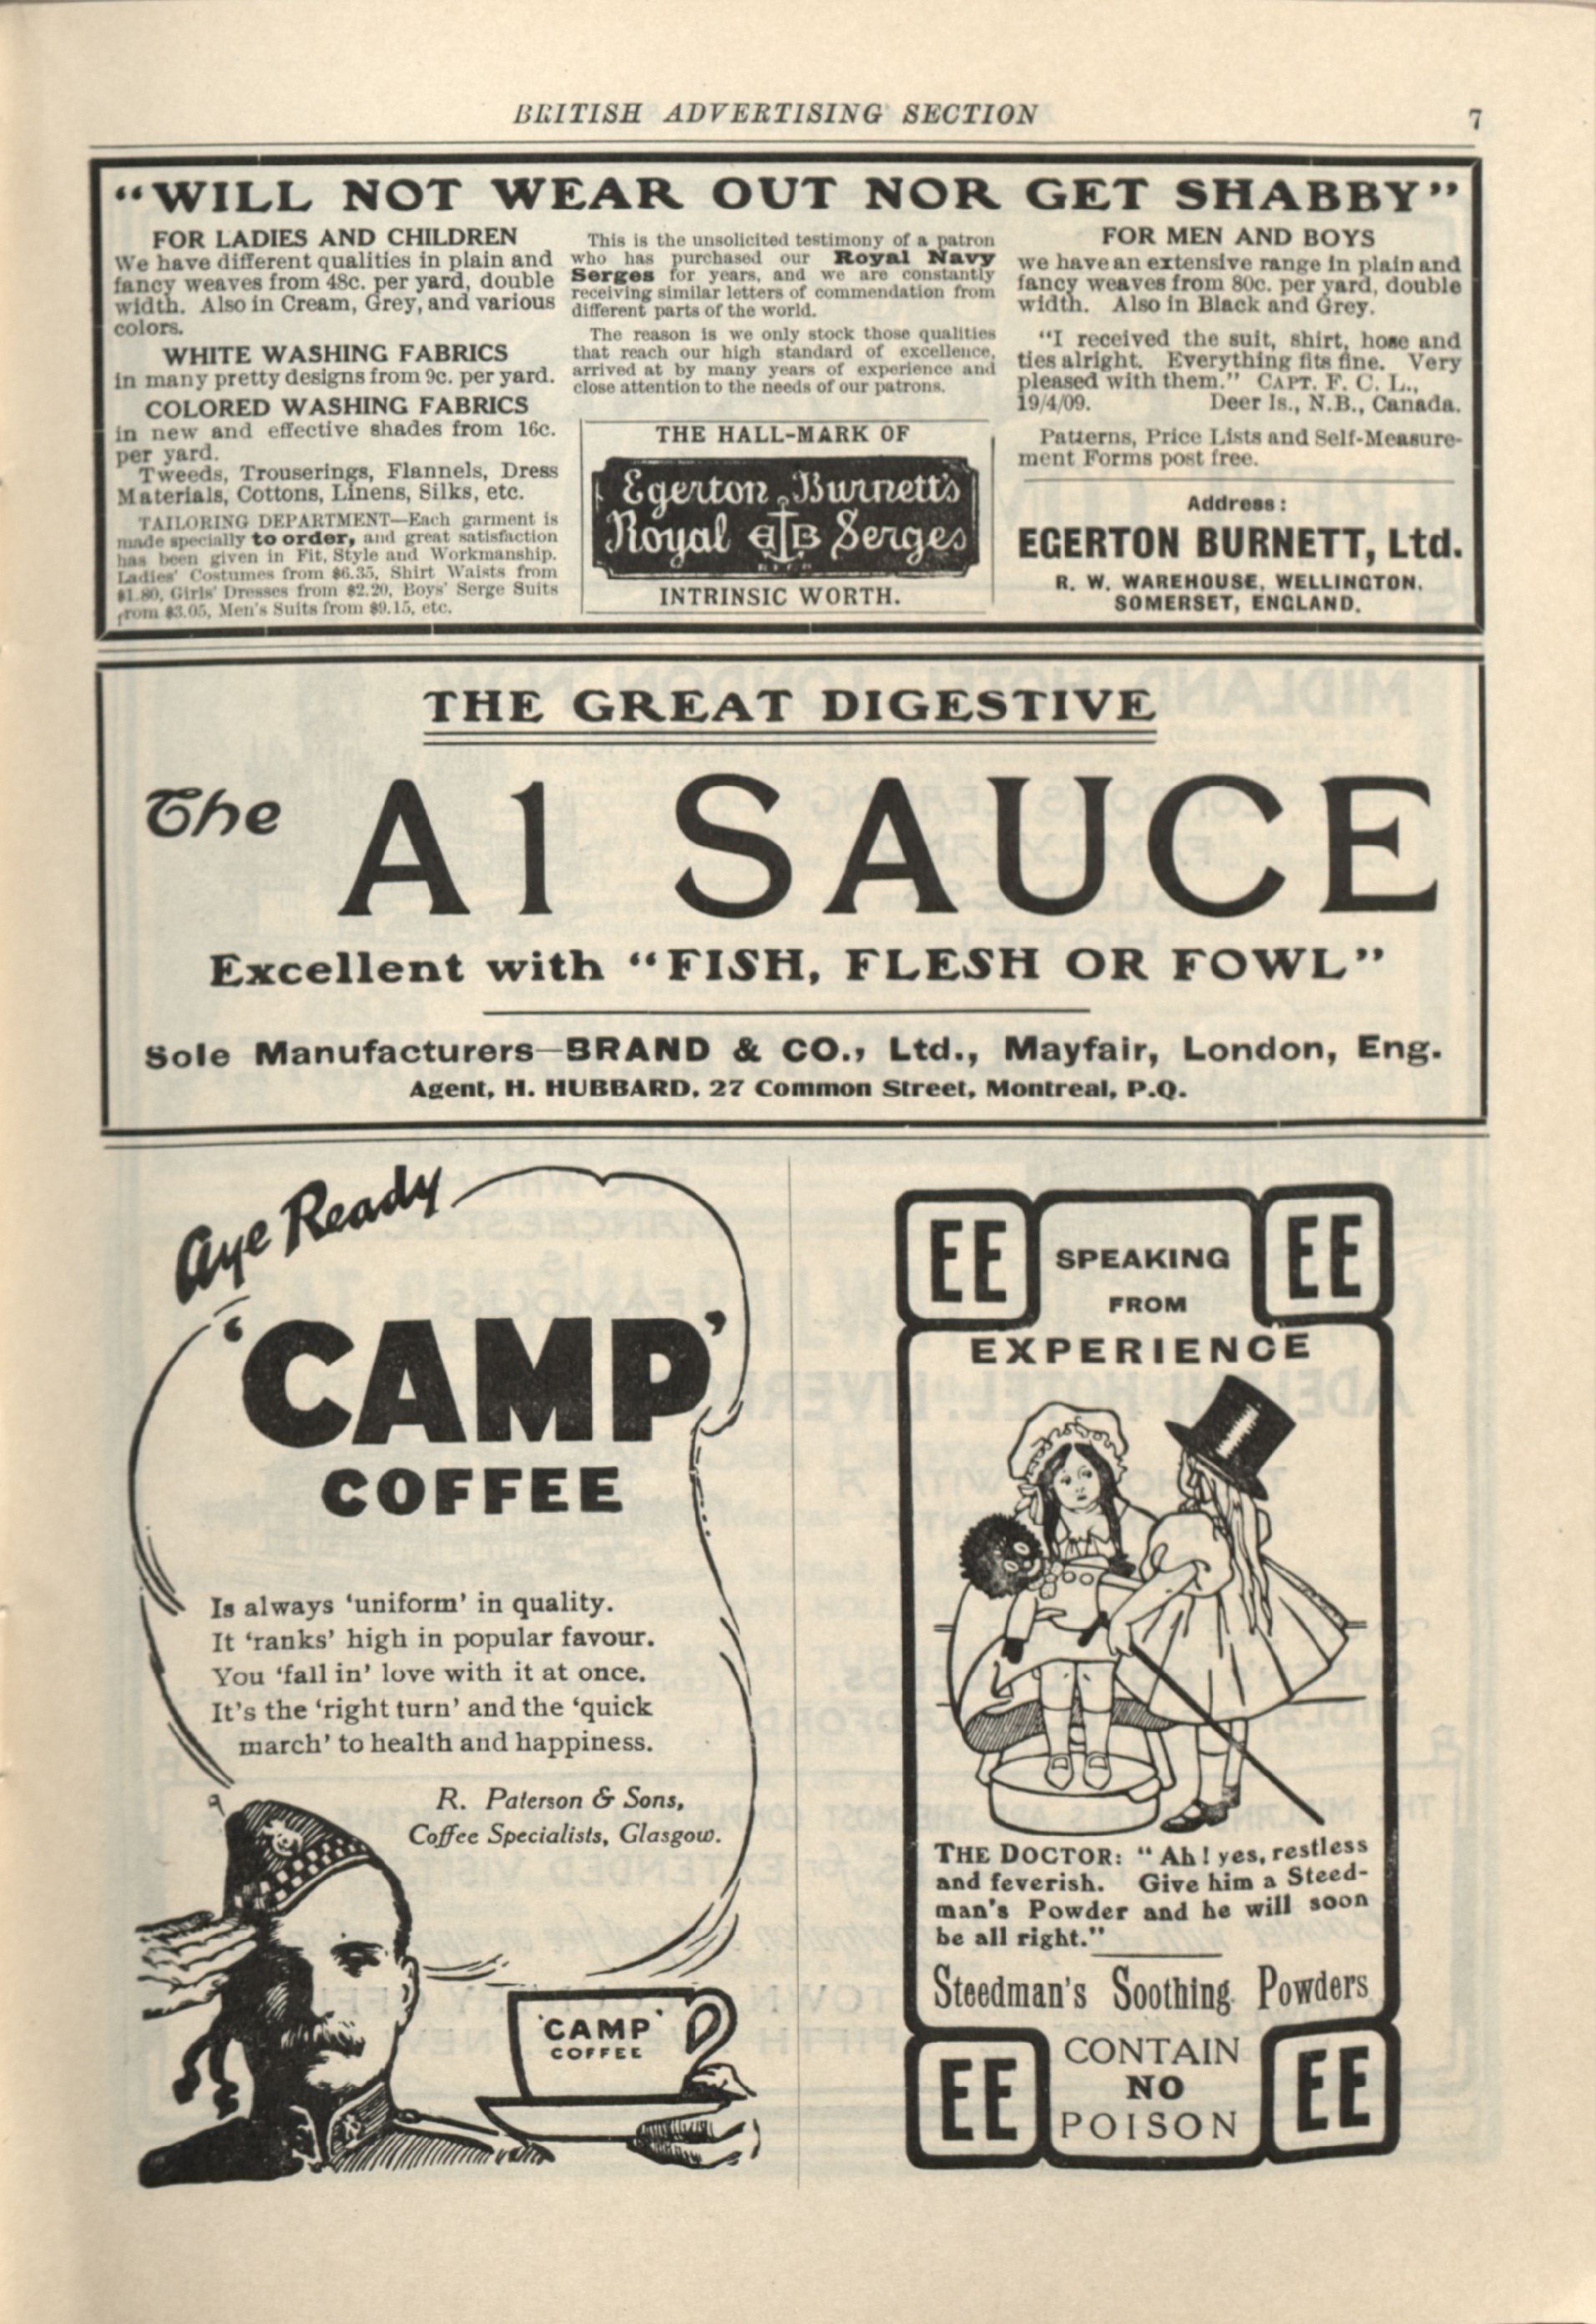 BRITISH ADVERTISING SECTION
7
"WILL NOT WEAR OUT NOR GET SHABBY"
FOR LADIES AND CHILDREN
We have different qualities in plain and
fancy weaves from 48c. per yard, double
width. Also in Cream, Grey, and various
colors.
WHITE WASHING FABRICS
in many pretty designs from 9c. per yard.
COLORED WASHING FABRICS
in new and effective shades from 16c.
per yard.
Tweeds, Trouserings, Flannels, Dress
Materials, Cottons, Linens, Silks, etc.
TAILORING DEPARTMENT—Each garment is
made specially to order, and great satisfaction
has been given in Fit, Style and Workmanship.
Ladies' Costumes from $6.35, Shirt Waists from
$1.80, Girls' Dresses from $2.20, Boys' Serge Suits
from $3.05, Men's Suits from $9.15, etc.
This is the unsolicited testimony of a patron
who has purchased our Royal Navy
Serges for years, and we are constantly
receiving similar letters of commendation from
different parts of the world.
The reason is we only stock those qualities
that reach our high standard of excellence,
arrived at by many years of experience and
close attention to the needs of our patrons.
THE HALL-MARK OF
Egerton Burnett's
Royal EB Serges
INTRINSIC WORTH.
FOR MEN AND BOYS
we have an extensive range in plain and
fancy weaves from 80c. per yard, double
width. Also in Black and Grey.
"I received the suit, shirt, hose and
ties alright. Everything fits fine. Very
pleased with them." CAPT. F. C. L.,
19/4/09. Deer Is., N.B., Canada.
Patterns, Price Lists and Self-Measure-
ment Forms post free.
Address:
EGERTON BURNETT, Ltd.
R. W. WAREHOUSE, WELLINGTON.
SOMERSET, ENGLAND.
THE GREAT DIGESTIVE
The A1 SAUCE
Excellent with "FISH, FLESH OR FOWL"
Sole Manufacturers—BRAND & CO., Ltd., Mayfair, London, Eng.
Agent, H. HUBBARD, 27 Common Street, Montreal, P.Q.
Aye Ready
'CAMP'
COFFEE
Is always 'uniform' in quality.
It 'ranks' high in popular favour.
You 'fall in' love with it at once.
It's the 'right turn' and the 'quick
march' to health and happiness.
R. Paterson & Sons,
Coffee Specialists, Glasgow.
'CAMP'
COFFEE
EE
SPEAKING
FROM
EE
EXPERIENCE
THE DOCTOR: "Ah! yes, restless
and feverish. Give him a Steed-
man's Powder and he will soon
be all right."
Steedman's Soothing Powders
EE
CONTAIN
NO
POISON
EE